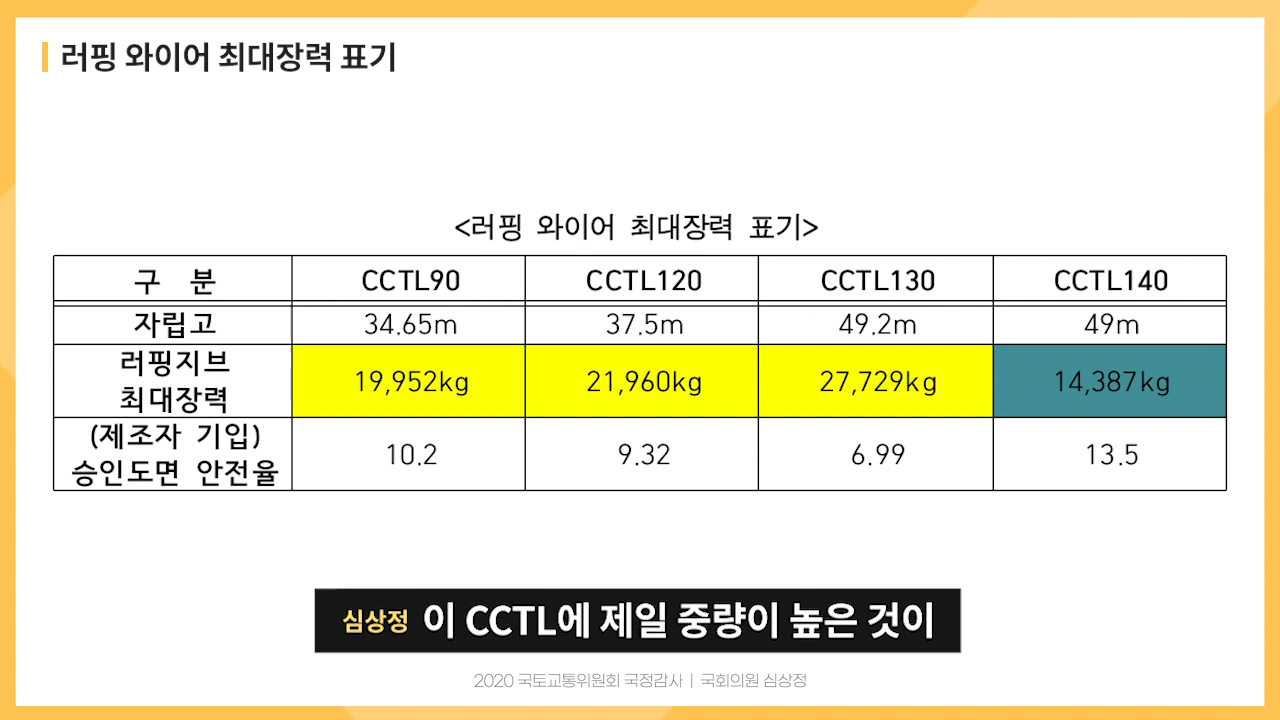 러핑 와이어 최대장력 표기
<러핑 와이어 최대장력 표기>
구 분 CCTL90 CCTL120 CCTL130 CCTL140
자립고 34.65m 37.5m 49.2m 49m
러핑지브
최대장력 19,952kg 21,960kg 27,729kg 14,387kg
(제조자 기입)
승인도면 안전율 10.2 9.32 6.99 13.5
심상정 이 CCTL에 제일 중량이 높은 것이
2020 국토교통위원회 국정감사 | 국회의원 심상정